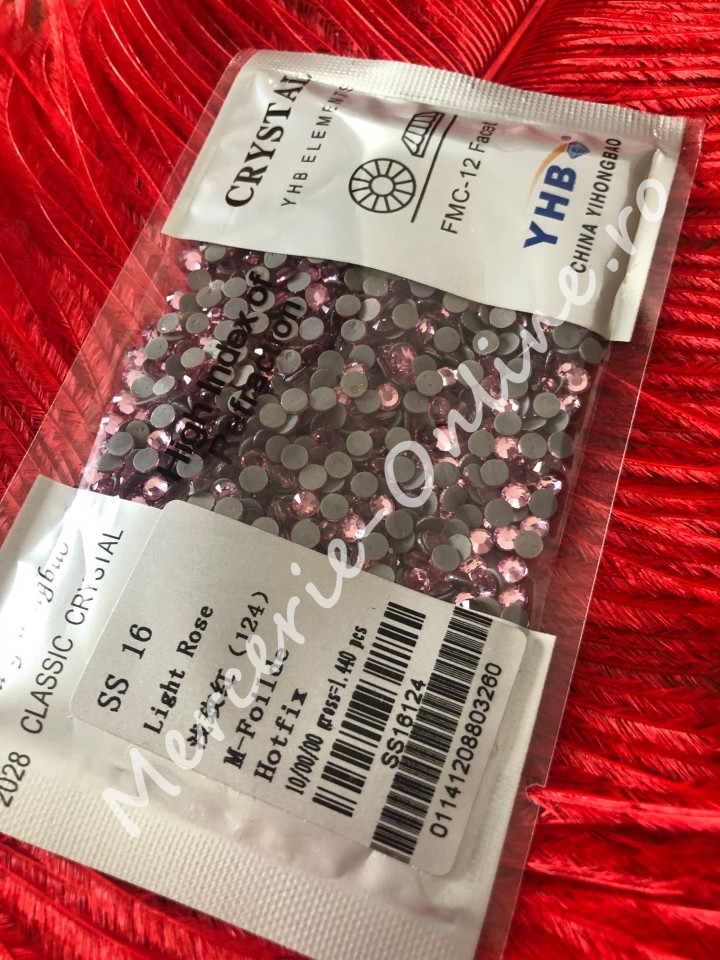 CRYSTAL
YHB ELEMENTS
FMC-12 Facet
YHB
CHINA YIHONGBAO
High Index of
Refraction
2028 CLASSIC CRYSTAL
SS 16
Light Rose
(124)
M-Foiled
Hotfix
10/00/00 gross=1,440 pcs
SS16124
01141208803260
Mercerie-Online.ro